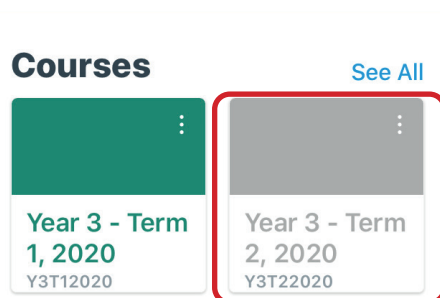 Courses
See All
Year 3 - Term
1, 2020
Y3T12020
Year 3 - Term
2, 2020
Y3T22020